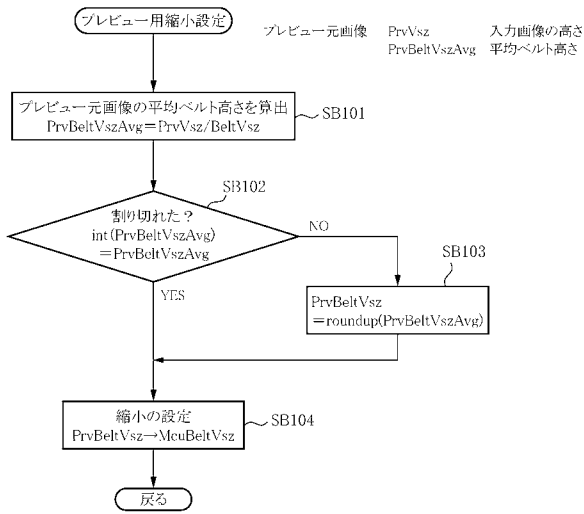 プレビュー用縮小設定
プレビュー元画像 PrvVsz 入力画像の高さ
PrvBeltVszAvg 平均ベルト高さ
プレビュー元画像の平均ベルト高さを算出
PrvBeltVszAvg=PrvVsz/BeltVsz
SB101
SB102
割り切れた?
int(PrvBeltVszAvg)
=PrvBeltVszAvg
NO
YES
SB103
PrvBeltVsz
=roundup(PrvBeltVszAvg)
縮小の設定
PrvBeltVsz→McuBeltVsz
SB104
戻る